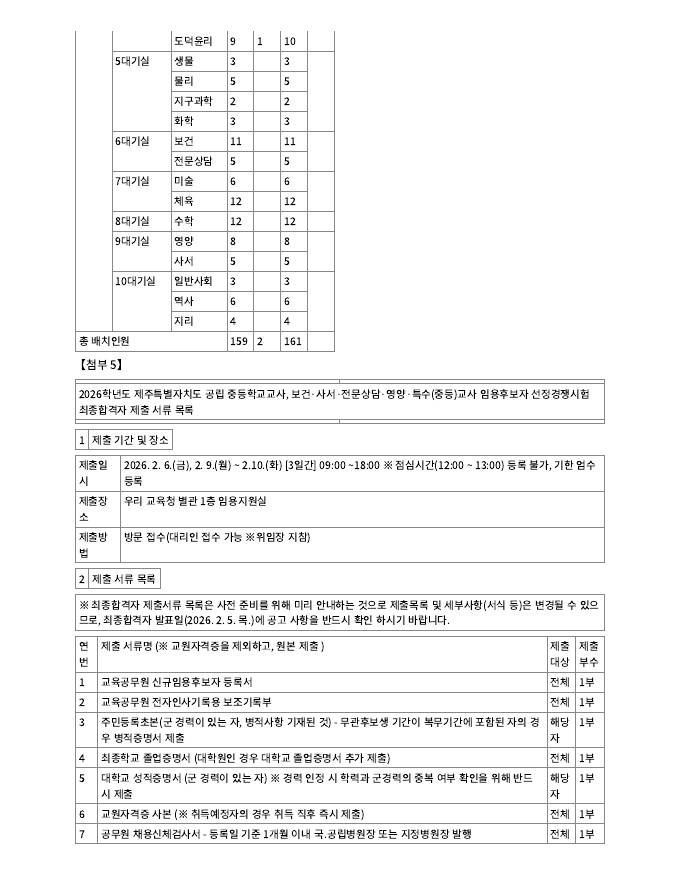 도덕윤리 9 1 10
5대기실 생물 3 3
물리 5 5
지구과학 2 2
화학 3 3
6대기실 보건 11 11
전문상담 5 5
7대기실 미술 6 6
체육 12 12
8대기실 수학 12 12
9대기실 영양 8 8
사서 5 5
10대기실 일반사회 3 3
역사 6 6
지리 4 4
총 배치인원 159 2 161
【첨부 5】
2026학년도 제주특별자치도 공립 중등학교교사, 보건·사서·전문상담·영양·특수(중등)교사 임용후보자 선정경쟁시험
최종합격자 제출 서류 목록
1 제출 기간 및 장소
제출일시 2026. 2. 6.(금), 2. 9.(월) ~ 2.10.(화) [3일간] 09:00 ~18:00 ※ 점심시간(12:00 ~ 13:00) 등록 불가, 기한 엄수
등록
제출장소 우리 교육청 별관 1층 임용지원실
제출방법 방문 접수(대리인 접수 가능 ※위임장 지참)
2 제출 서류 목록
※ 최종합격자 제출서류 목록은 사전 준비를 위해 미리 안내하는 것으로 제출목록 및 세부사항(서식 등)은 변경될 수 있으
므로, 최종합격자 발표일(2026. 2. 5. 목.)에 공고 사항을 반드시 확인 하시기 바랍니다.
연번 제출 서류명 (※ 교원자격증을 제외하고, 원본 제출 ) 제출대상 제출부수
1 교육공무원 신규임용후보자 등록서 전체 1부
2 교육공무원 전자인사기록용 보조기록부 전체 1부
3 주민등록초본(군 경력이 있는 자, 병적사항 기재된 것) - 무관후보생 기간이 복무기간에 포함된 자의 경 해당자 1부
우 병적증명서 제출
4 최종학교 졸업증명서 (대학원인 경우 대학교 졸업증명서 추가 제출) 전체 1부
5 대학교 성적증명서 (군 경력이 있는 자) ※ 경력 인정 시 학력과 군경력의 중복 여부 확인을 위해 반드 해당자 1부
시 제출
6 교원자격증 사본 (※ 취득예정자의 경우 취득 직후 즉시 제출) 전체 1부
7 공무원 채용신체검사서 - 등록일 기준 1개월 이내 국.공립병원장 또는 지정병원장 발행 전체 1부